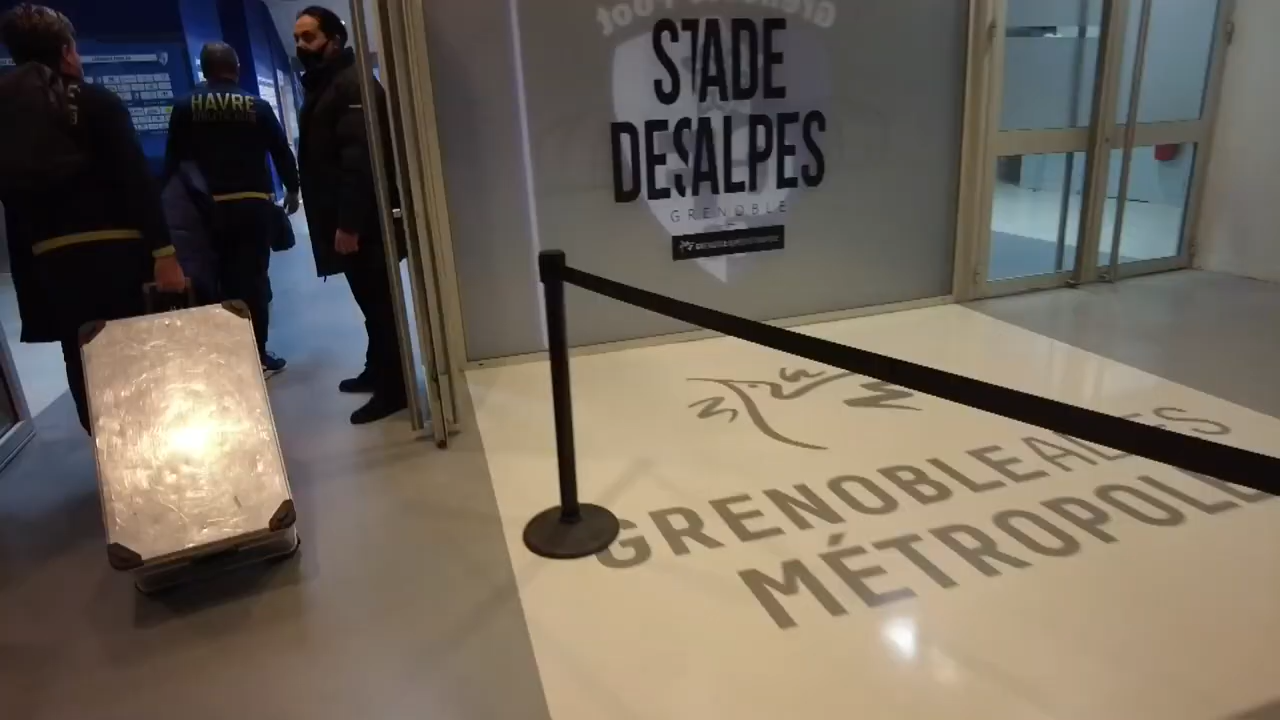 HAVRE
STADE
DESALPES
GRENOBLE
GRENOBLEALPES
MÉTROPOLE